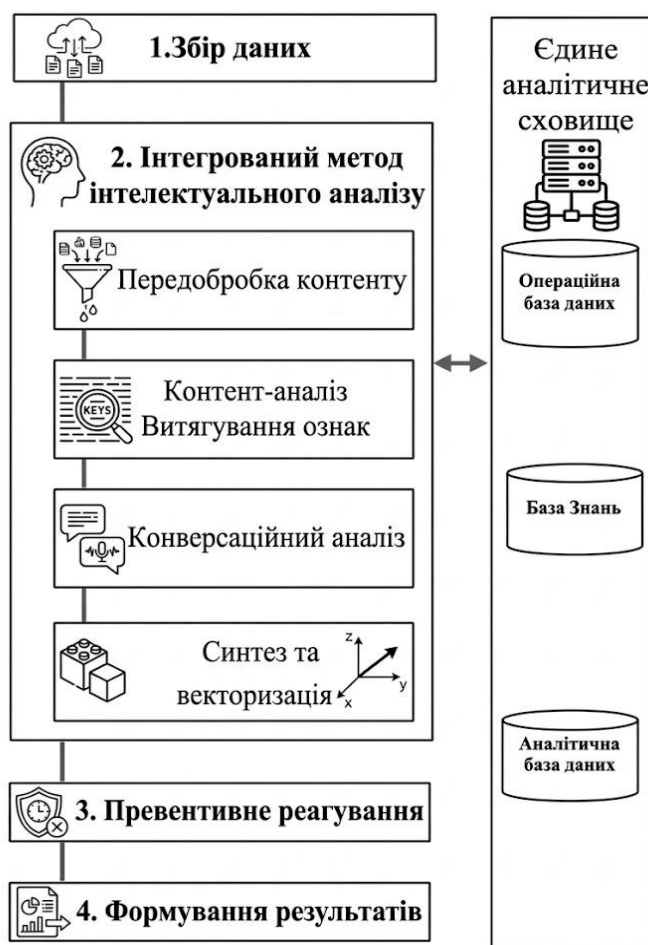 1.Збір даних
2. Інтегрований метод
інтелектуального аналізу
Передобробка контенту
KEYS
Контент-аналіз
Витягування ознак
Конверсаційний аналіз
Синтез та
векторизація
z
y
x
3. Превентивне реагування
4. Формування результатів
Єдине
аналітичне
сховище
Операційна
база даних
База Знань
Аналітична
база даних